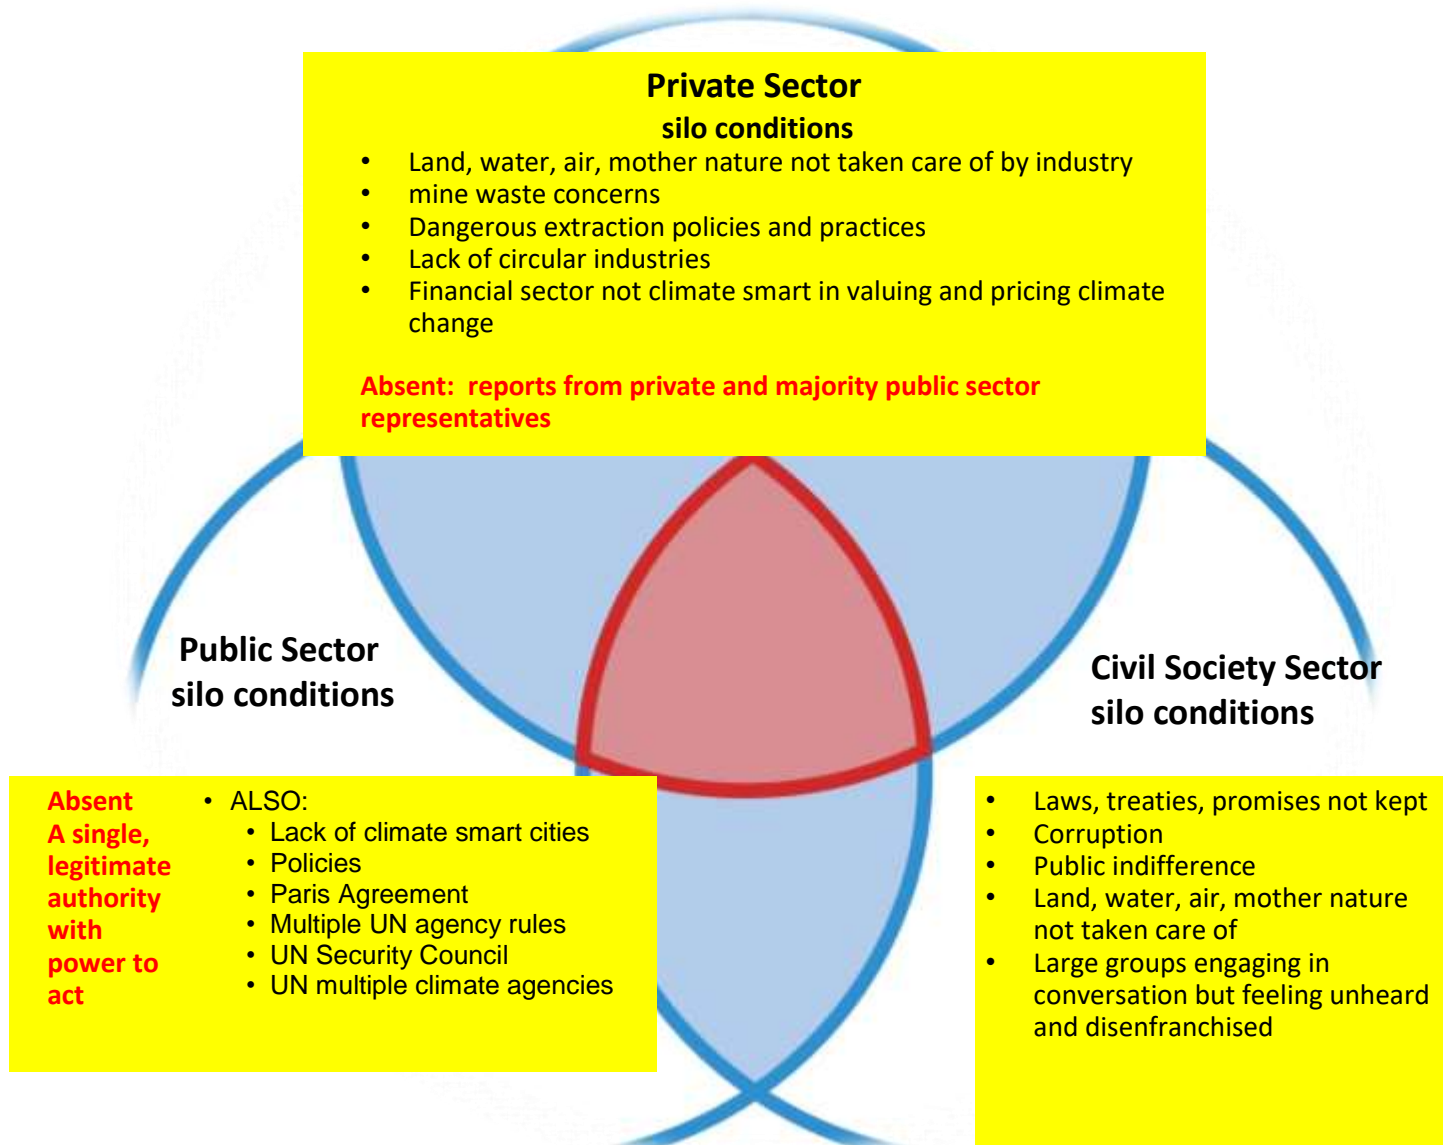 Private Sector
silo conditions
• Land, water, air, mother nature not taken care of by industry
• mine waste concerns
• Dangerous extraction policies and practices
• Lack of circular industries
• Financial sector not climate smart in valuing and pricing climate
change
Absent: reports from private and majority public sector
representatives
Public Sector
silo conditions
Absent
A single,
legitimate
authority
with
power to
act
• ALSO:
• Lack of climate smart cities
• Policies
• Paris Agreement
• Multiple UN agency rules
• UN Security Council
• UN multiple climate agencies
Civil Society Sector
silo conditions
• Laws, treaties, promises not kept
• Corruption
• Public indifference
• Land, water, air, mother nature
not taken care of
• Large groups engaging in
conversation but feeling unheard
and disenfranchised